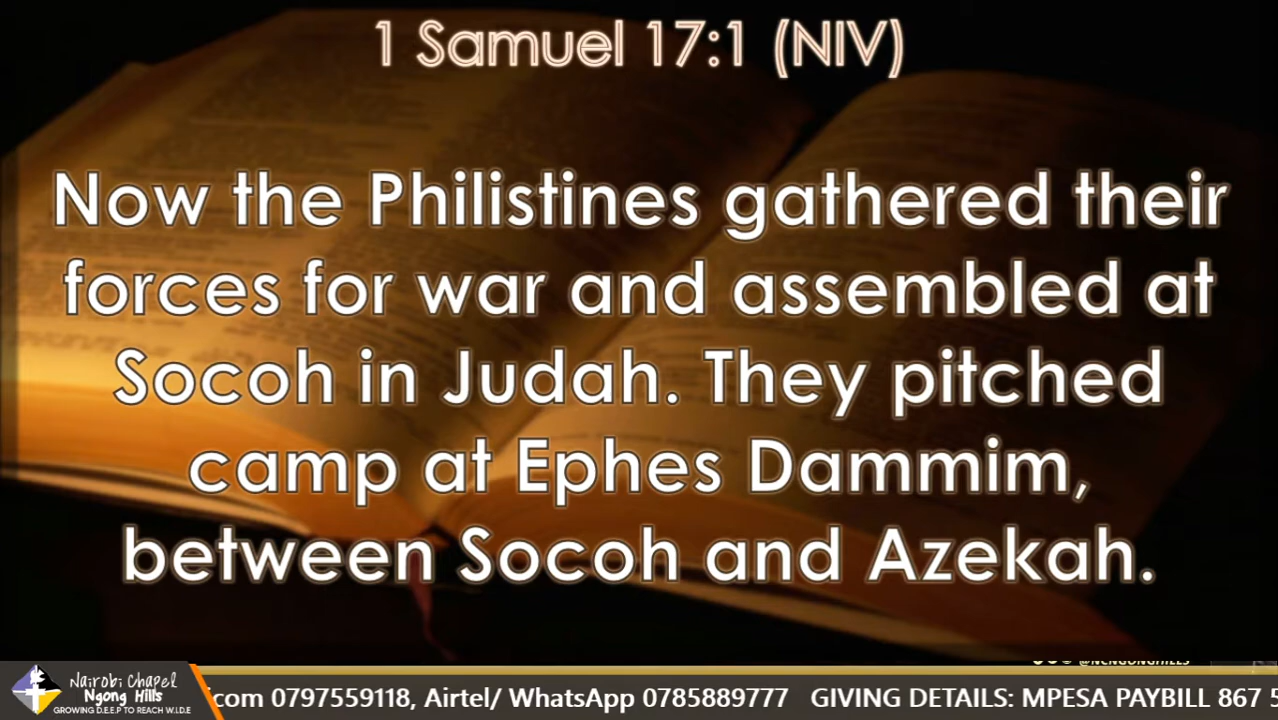 1 Samuel 17:1 (NIV)
Now the Philistines gathered their
forces for war and assembled at
Socoh in Judah. They pitched
camp at Ephes Dammim,
between Socoh and Azekah.
@NCNGONGHILLS
Nairobi Chapel
Ngong Hills
GROWING D.E.E.P TO REACH W.I.D.E
com 0797559118, Airtel/ WhatsApp 0785889777 GIVING DETAILS: MPESA PAYBILL 867